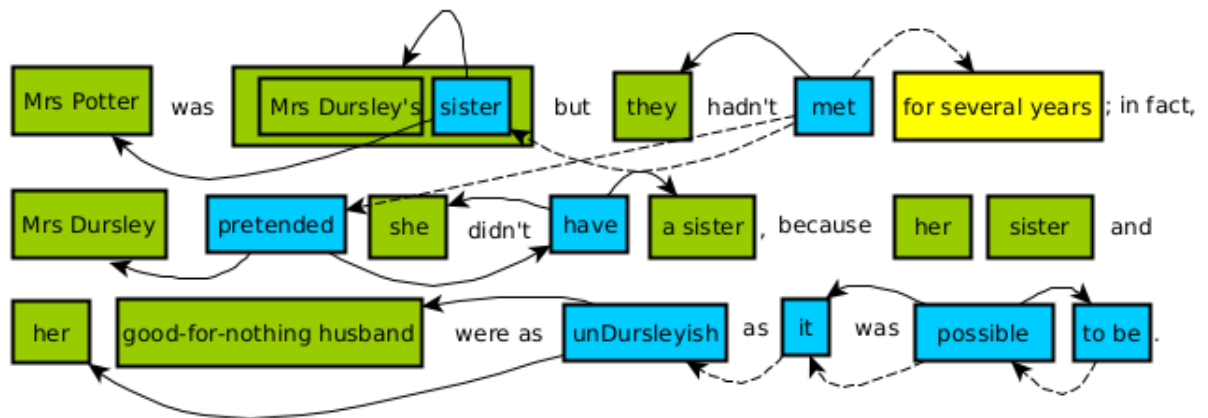 Mrs Potter was Mrs Dursley's sister but they hadn't met for several years ; in fact,
Mrs Dursley pretended she didn't have a sister , because her sister and
her good-for-nothing husband were as unDursleyish as it was possible to be .